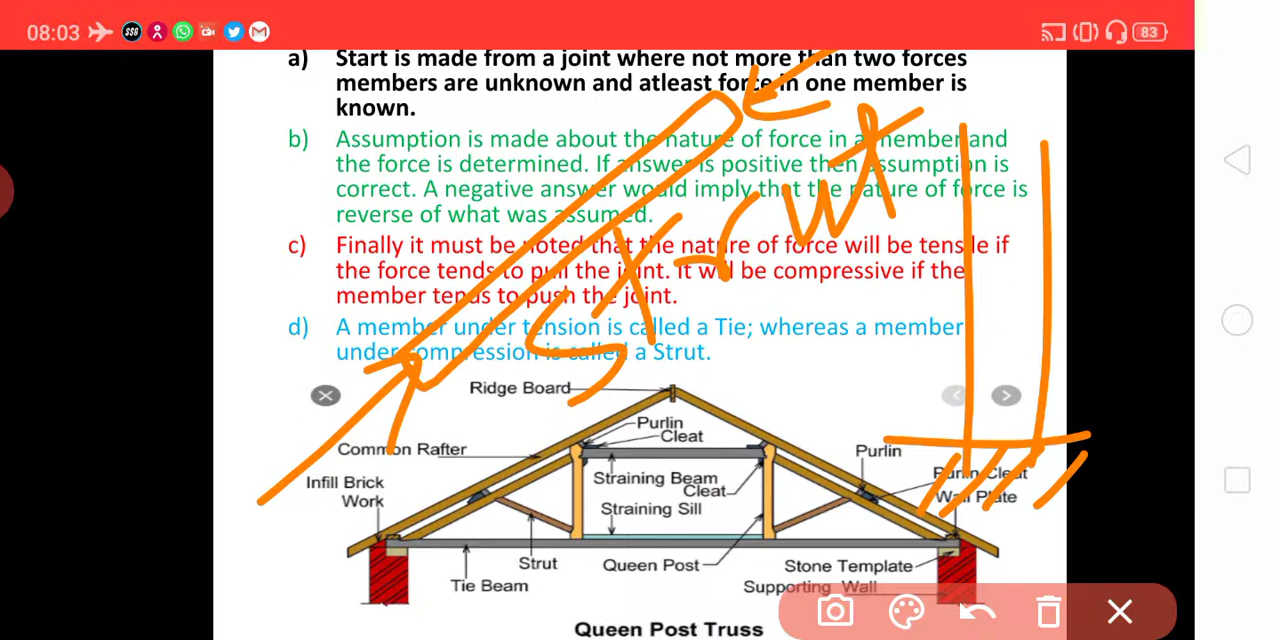 08:03
SSG
83
a) Start is made from a joint where not more than two forces
members are unknown and atleast force in one member is
known.
b) Assumption is made about the nature of force in a member and
the force is determined. If answer is positive then assumption is
correct. A negative answer would imply that the nature of force is
reverse of what was assumed.
c) Finally it must be noted that the nature of force will be tensile if
the force tends to pull the joint. It will be compressive if the
member tends to push the joint.
d) A member under tension is called a Tie; whereas a member
under compression is called a Strut.
Strut
Ridge Board
Purlin
Cleat
Common Rafter
Purlin
Infill Brick
Work
Straining Beam
Cleat
Purlin Cleat
Wall Plate
Straining Sill
Strut
Queen Post
Stone Template
Tie Beam
Supporting Wall
Queen Post Truss